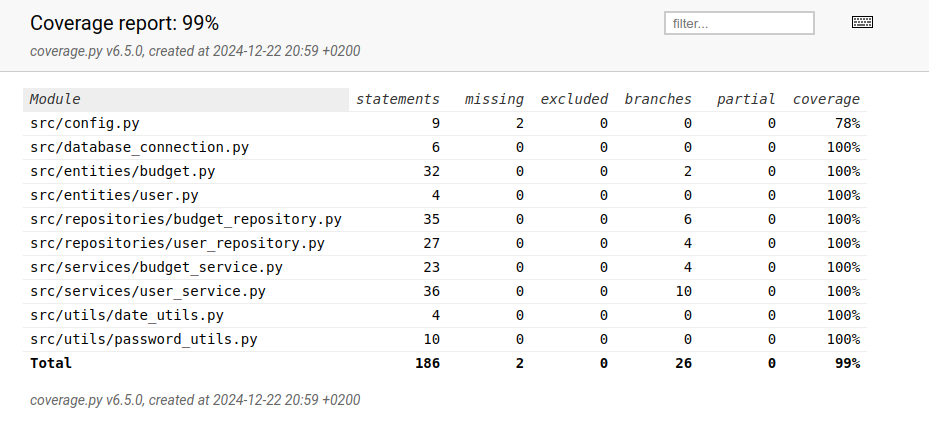 Coverage report: 99%
filter...
coverage.py v6.5.0, created at 2024-12-22 20:59 +0200
Module statements missing excluded branches partial coverage
src/config.py 9 2 0 0 0 78%
src/database_connection.py 6 0 0 0 0 100%
src/entities/budget.py 32 0 0 2 0 100%
src/entities/user.py 4 0 0 0 0 100%
src/repositories/budget_repository.py 35 0 0 6 0 100%
src/repositories/user_repository.py 27 0 0 4 0 100%
src/services/budget_service.py 23 0 0 4 0 100%
src/services/user_service.py 36 0 0 10 0 100%
src/utils/date_utils.py 4 0 0 0 0 100%
src/utils/password_utils.py 10 0 0 0 0 100%
Total 186 2 0 26 0 99%
coverage.py v6.5.0, created at 2024-12-22 20:59 +0200